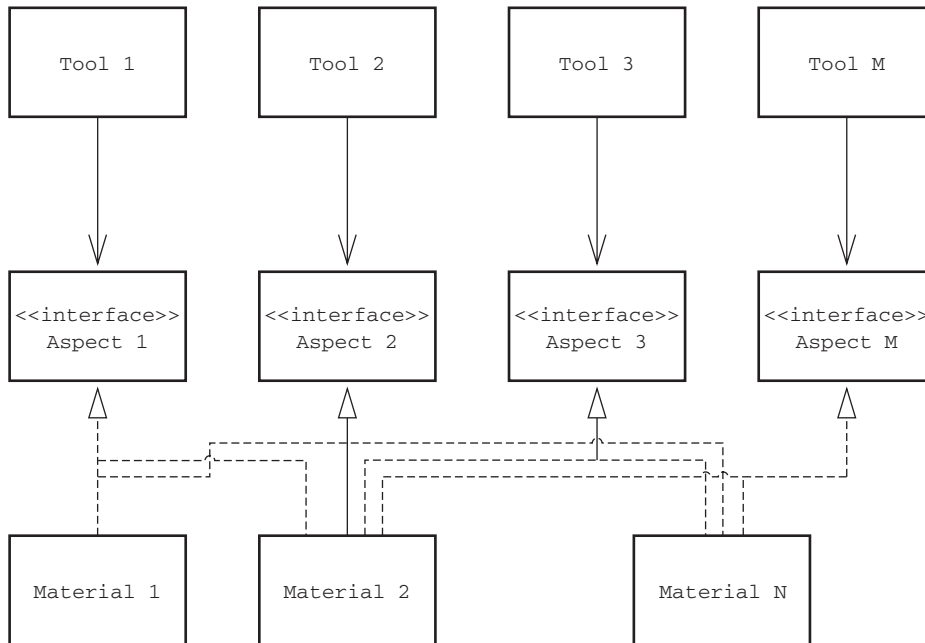 Tool 1
Tool 2
Tool 3
Tool M
<<interface>>
Aspect 1
<<interface>>
Aspect 2
<<interface>>
Aspect 3
<<interface>>
Aspect M
Material 1
Material 2
Material N